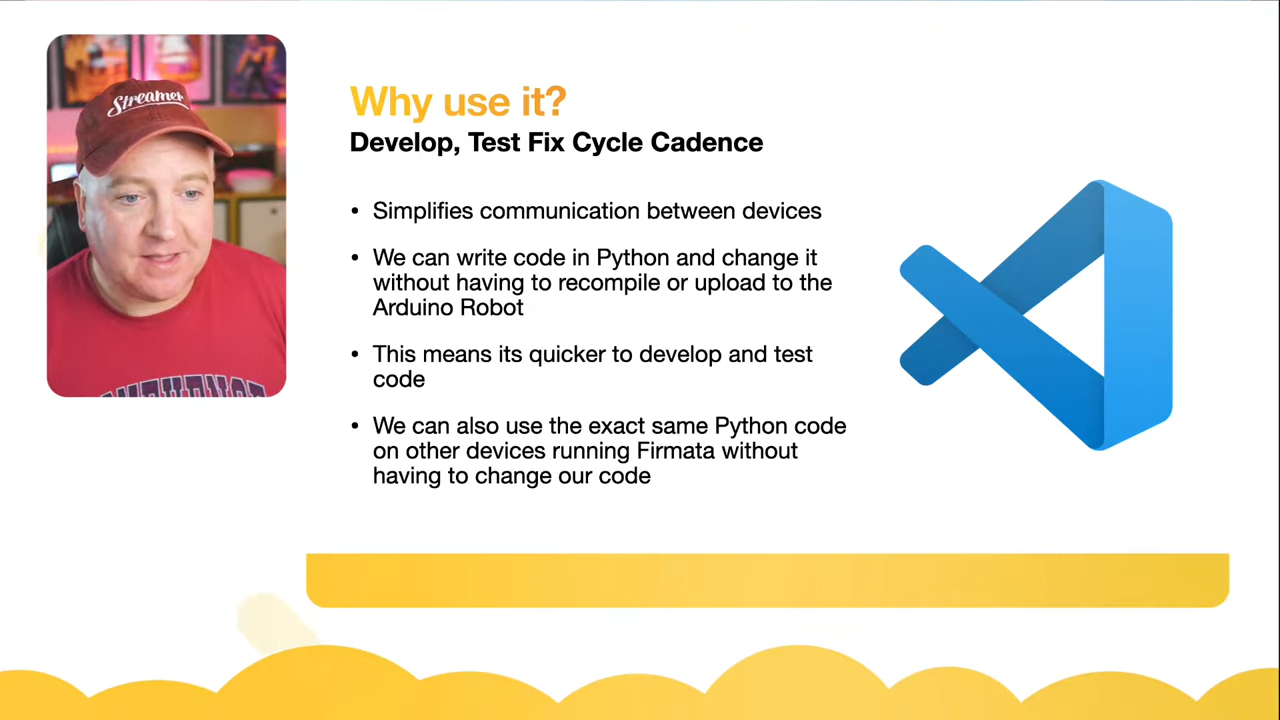 Streamer
Why use it?
Develop, Test Fix Cycle Cadence
• Simplifies communication between devices
• We can write code in Python and change it
without having to recompile or upload to the
Arduino Robot
• This means its quicker to develop and test
code
• We can also use the exact same Python code
on other devices running Firmata without
having to change our code